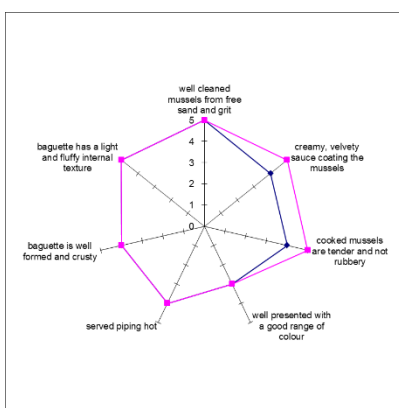 well cleaned
mussels from free
sand and grit
creamy, velvety
sauce coating the
mussels
cooked mussels
are tender and not
rubbery
well presented with
a good range of
colour
served piping hot
baguette is well
formed and crusty
baguette has a light
and fluffy internal
texture
5
4
3
2
1
0